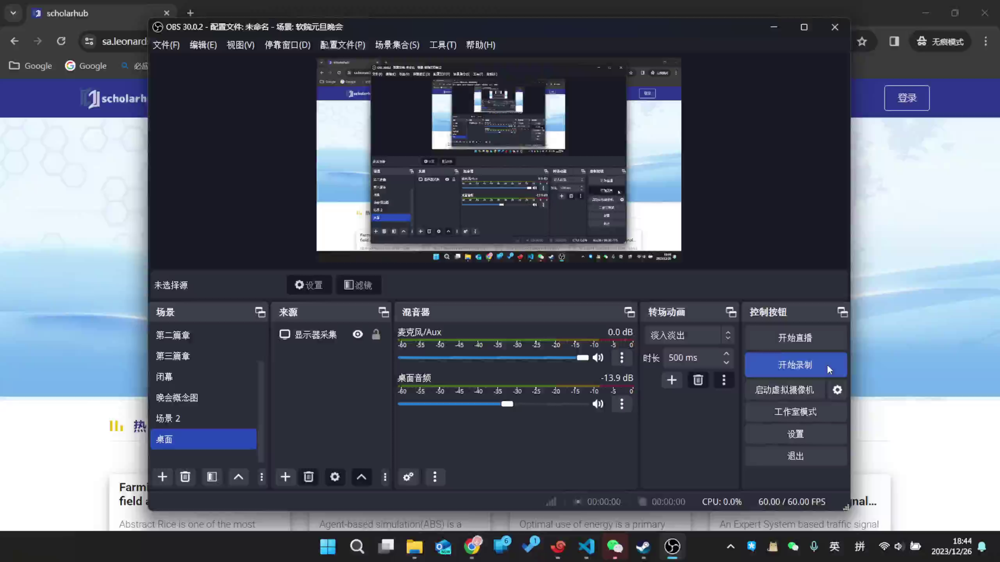 scholarhub
OBS 30.0.2 - 配置文件: 未命名 - 场景: 软院元旦晚会
sa.leonard
无痕模式
文件(F) 编辑(E) 视图(V) 停靠窗口(D) 配置文件(P) 场景集合(S) 工具(T) 帮助(H)
Google Google 必应
登录
未选择源
设置 滤镜
场景
第二篇章
第三篇章
闭幕
晚会概念图
场景 2
桌面
来源
显示器采集
混音器
麦克风/Aux 0.0 dB
-60 -55 -50 -45 -40 -35 -30 -25 -20 -15 -10 -5 0
桌面音频 -13.9 dB
-60 -55 -50 -45 -40 -35 -30 -25 -20 -15 -10 -5 0
转场动画
淡入淡出
时长 500 ms
控制按钮
开始直播
开始录制
启动虚拟摄像机
工作室模式
设置
退出
00:00:00 00:00:00 CPU: 0.0% 60.00 / 60.00 FPS
热
Farmi
field a
nal...
Abstract Rice is one of the most
Agent-based simulation(ABS) is a
Optimal use of energy is a primary
An Expert System based traffic signal
NEW 6 1
英 拼
18:44
2023/12/26